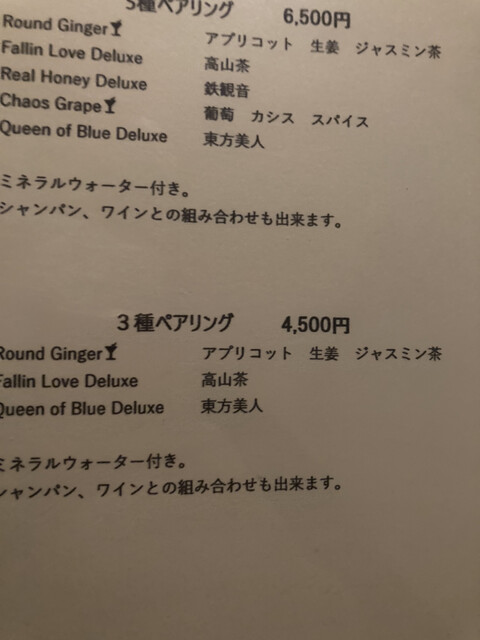 5種ペアリング 6,500円
Round Ginger アプリコット 生姜 ジャスミン茶
Fallin Love Deluxe 高山茶
Real Honey Deluxe 鉄観音
Chaos Grape 葡萄 カシス スパイス
Queen of Blue Deluxe 東方美人
ミネラルウォーター付き。
シャンパン、ワインとの組み合わせも出来ます。
3種ペアリング 4,500円
Round Ginger アプリコット 生姜 ジャスミン茶
Fallin Love Deluxe 高山茶
Queen of Blue Deluxe 東方美人
ミネラルウォーター付き。
シャンパン、ワインとの組み合わせも出来ます。